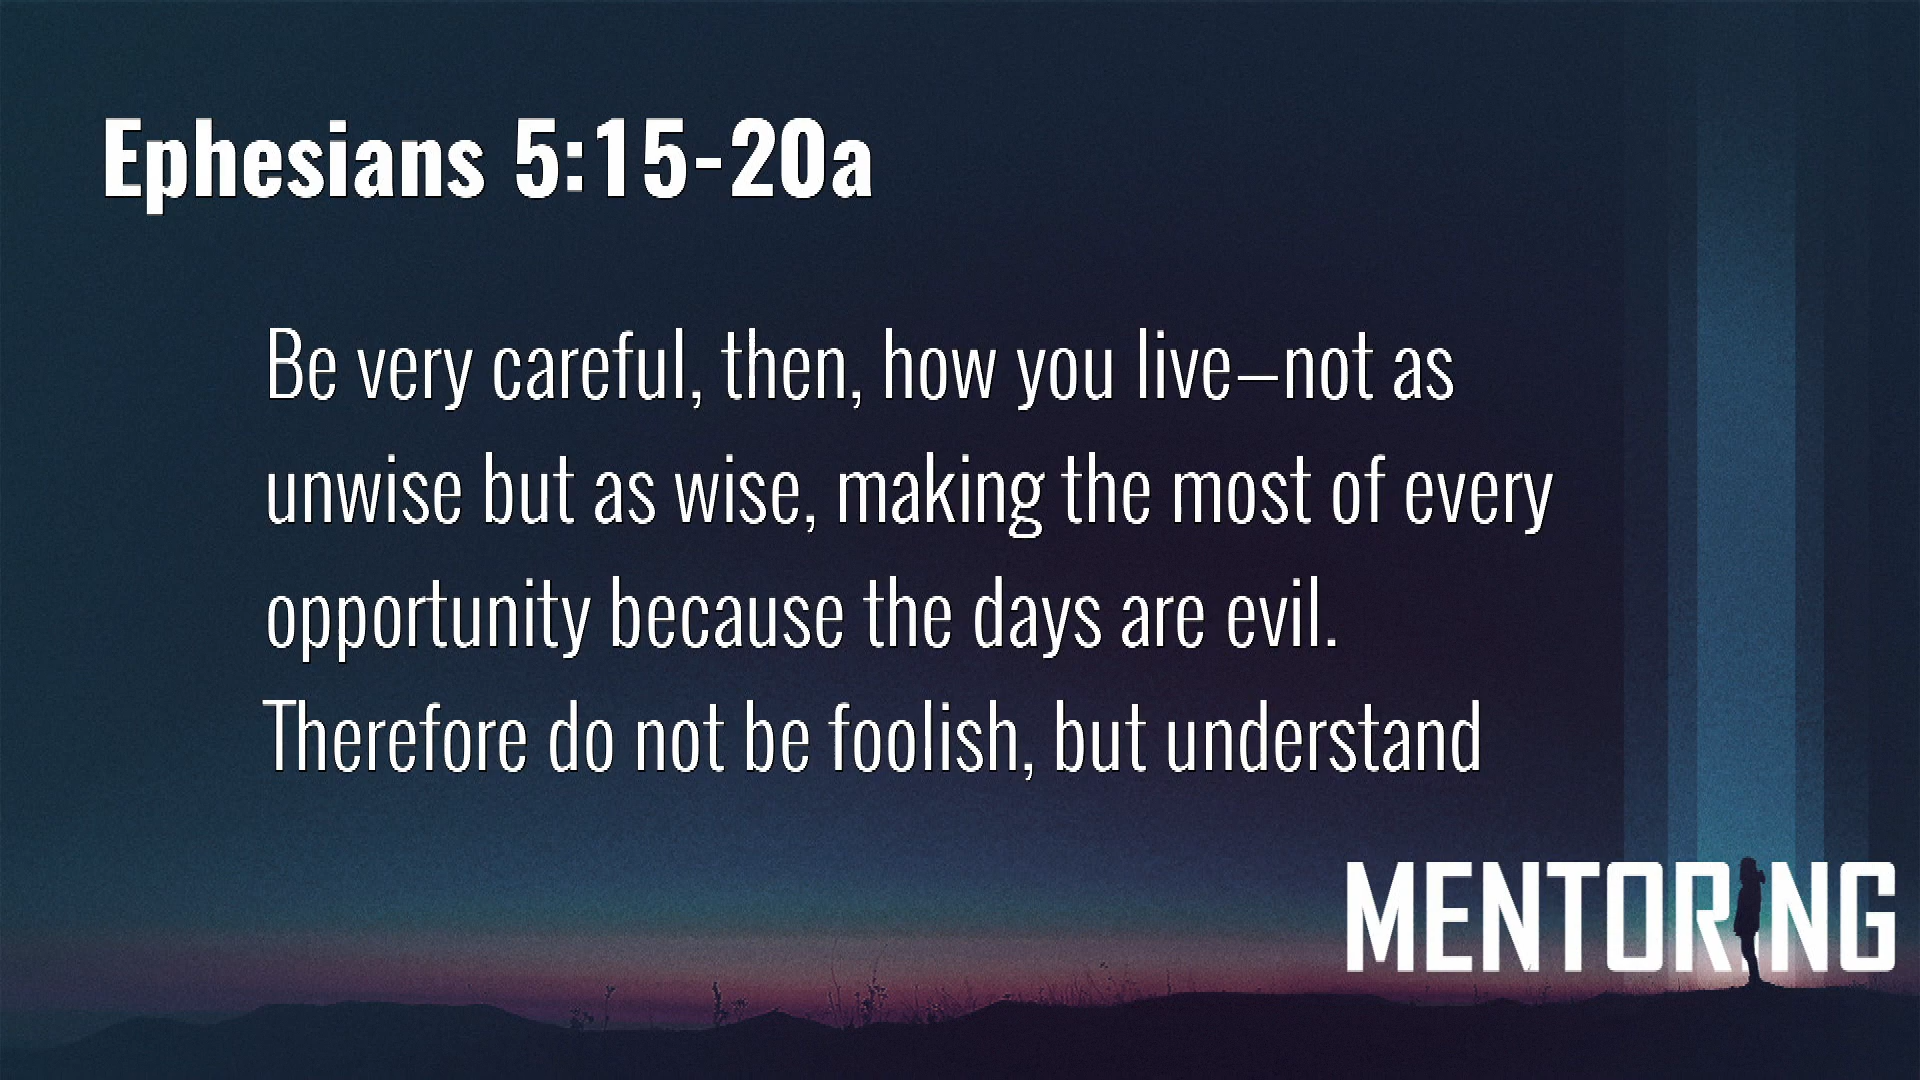 Ephesians 5:15-20a
Be very careful, then, how you live—not as
unwise but as wise, making the most of every
opportunity because the days are evil.
Therefore do not be foolish, but understand
MENTORING